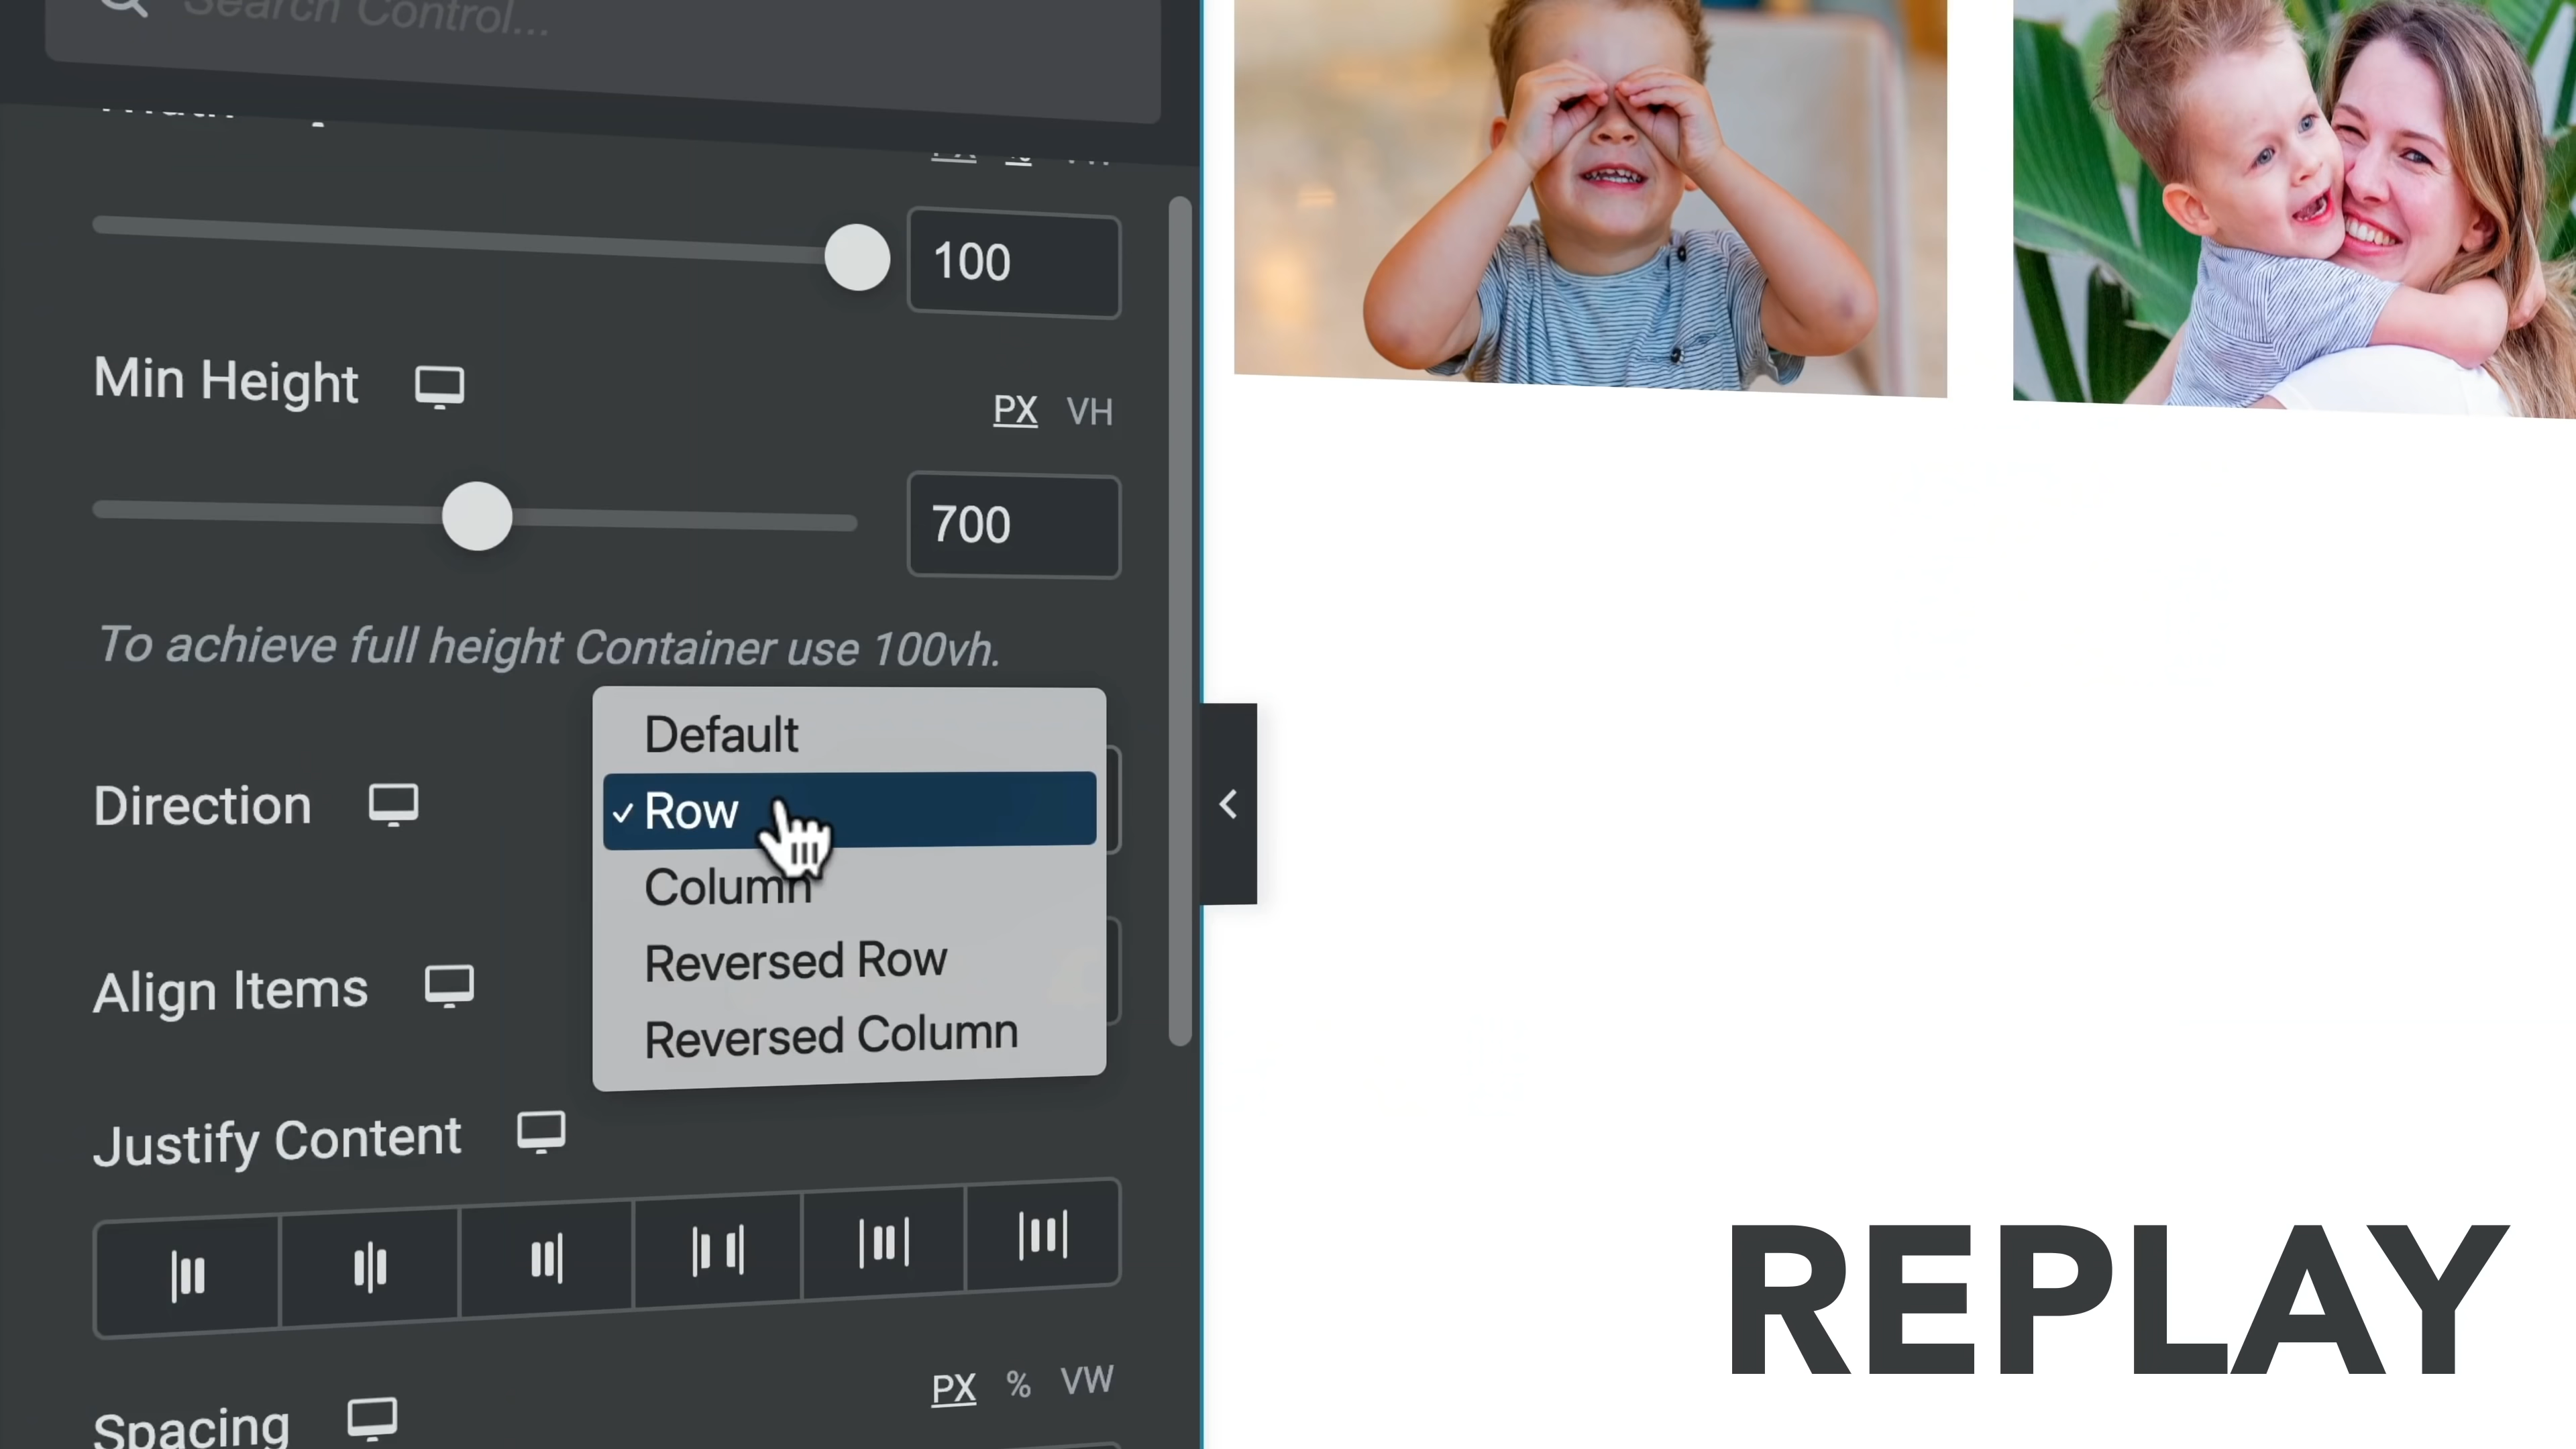 Search Control...
100
Min Height
PX VH
700
To achieve full height Container use 100vh.
Default
Direction
✓ Row
Column
Reversed Row
Align Items
Reversed Column
Justify Content
PX % VW
Spacing
REPLAY